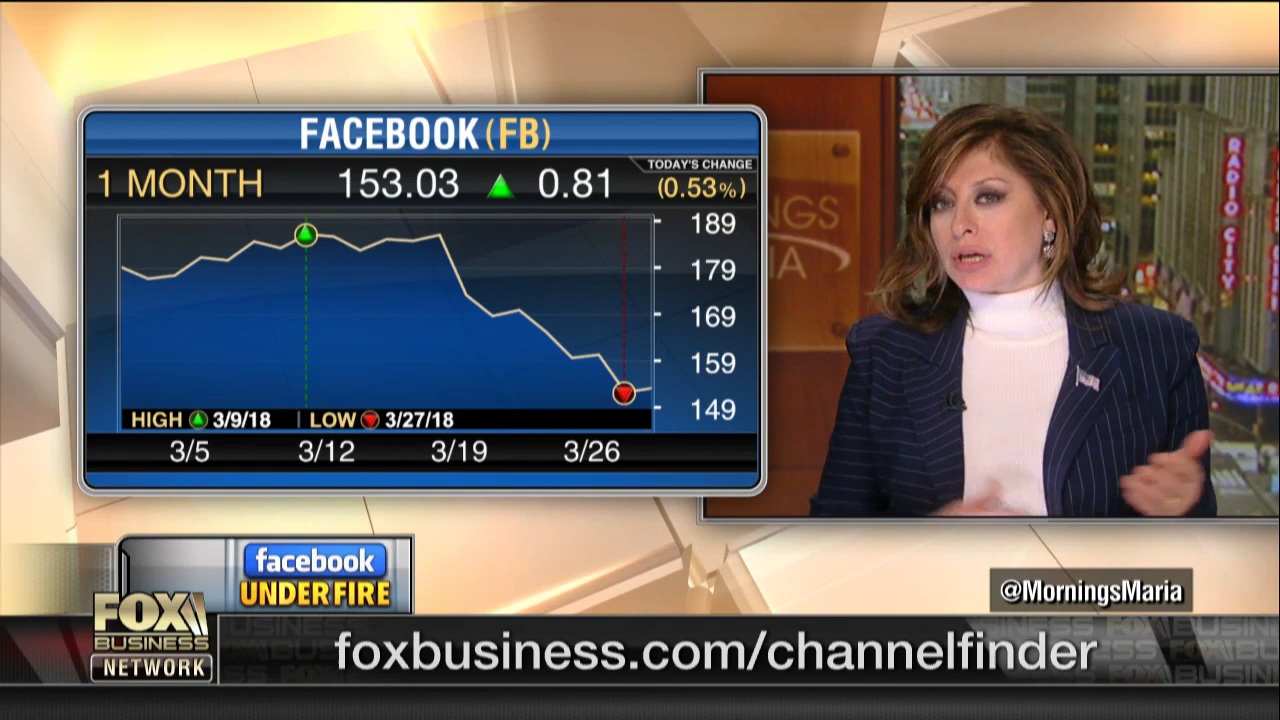 FACEBOOK (FB)
TODAY'S CHANGE
1 MONTH 153.03 0.81 (0.53%)
189
179
169
159
149
HIGH 3/9/18 | LOW 3/27/18
3/5 3/12 3/19 3/26
NGS
IA
RADIO CITY
facebook
UNDER FIRE
@MorningsMaria
FOX
BUSINESS
NETWORK
foxbusiness.com/channelfinder